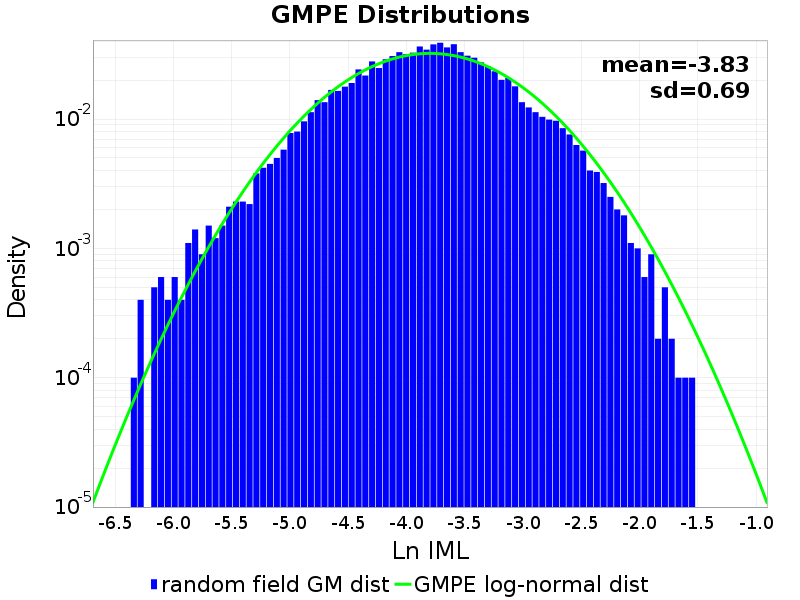 GMPE Distributions
mean=-3.83
sd=0.69
10-2
10-3
10-4
10-5
Density
-6.5 -6.0 -5.5 -5.0 -4.5 -4.0 -3.5 -3.0 -2.5 -2.0 -1.5 -1.0
Ln IML
random field GM dist GMPE log-normal dist